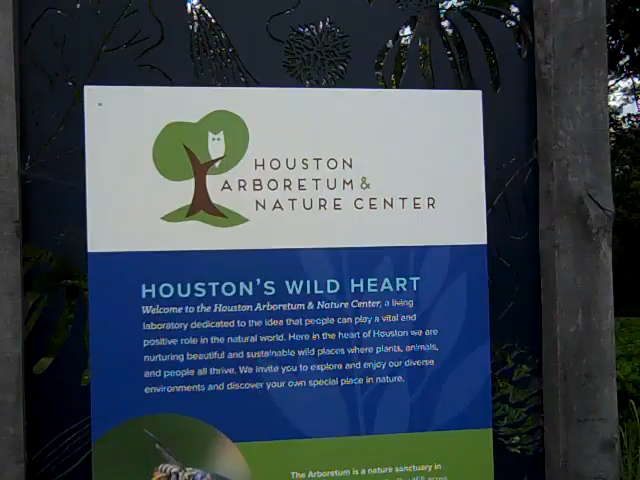 HOUSTON
ARBORETUM &
NATURE CENTER
HOUSTON'S WILD HEART
Welcome to the Houston Arboretum & Nature Center, a living
laboratory dedicated to the idea that people can play a vital and
positive role in the natural world. Here in the heart of Houston we are
nurturing beautiful and sustainable wild places where plants, animals,
and people all thrive. We invite you to explore and enjoy our diverse
environments and discover your own special place in nature.
The Arboretum is a nature sanctuary in